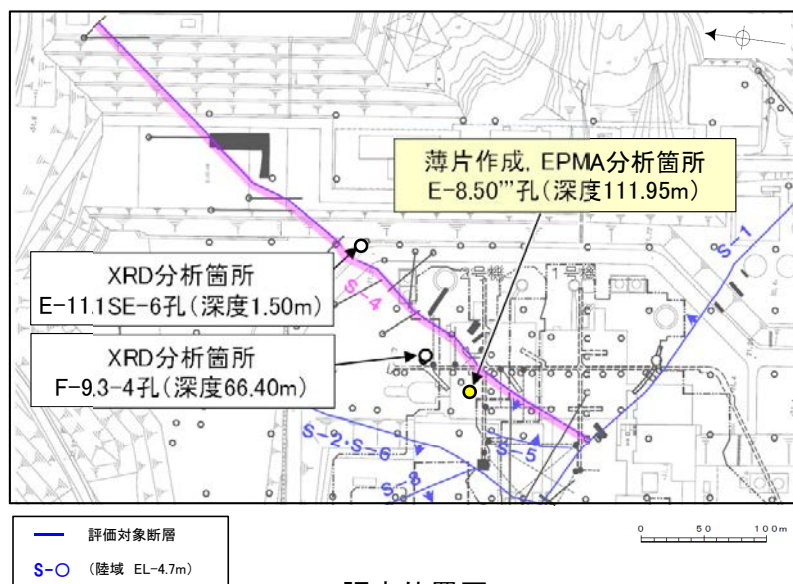 薄片作成, EPMA分析箇所
E-8.50'''孔(深度111.95m)
S-1
2号機
1号機
XRD分析箇所
E-11.1SE-6孔(深度1.50m)
S-4
XRD分析箇所
F-9.3-4孔(深度66.40m)
S-2・S-6
S-5
S-8
評価対象断層
S-○ (陸域 EL-4.7m)
0 50 100m